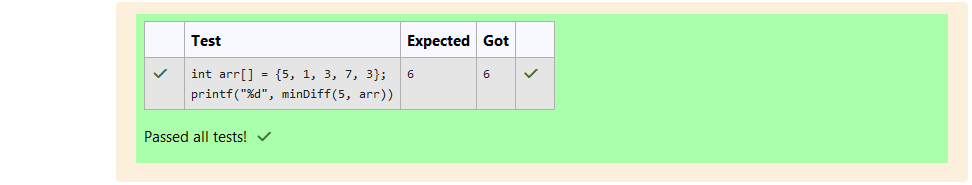 Test Expected Got
int arr[] = {5, 1, 3, 7, 3}; 6 6
printf("%d", minDiff(5, arr))
Passed all tests!